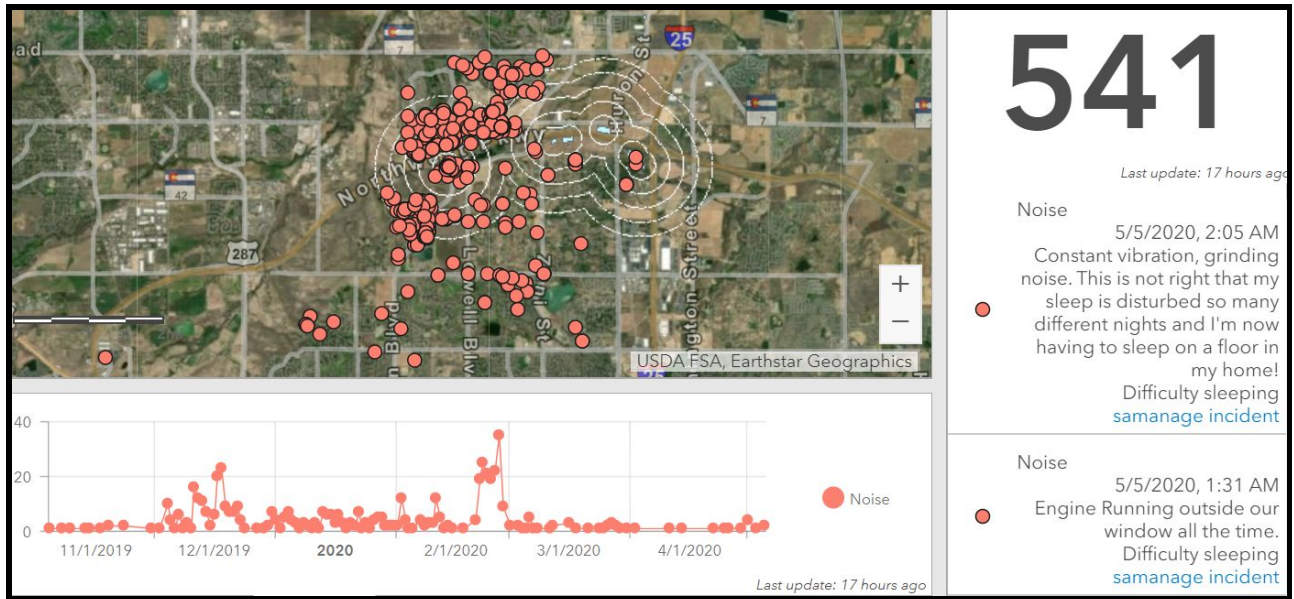 ad
7
25
Huron St
7
Northw
wy
42
287
Lowell Blv
Zuni St
ngton Street
+
−
USDA FSA, Earthstar Geographics
25
40
20
0
11/1/2019
12/1/2019
2020
2/1/2020
3/1/2020
4/1/2020
Noise
Last update: 17 hours ago
541
Last update: 17 hours ago
Noise
5/5/2020, 2:05 AM
Constant vibration, grinding
noise. This is not right that my
sleep is disturbed so many
different nights and I'm now
having to sleep on a floor in
my home!
Difficulty sleeping
samanage incident
Noise
5/5/2020, 1:31 AM
Engine Running outside our
window all the time.
Difficulty sleeping
samanage incident